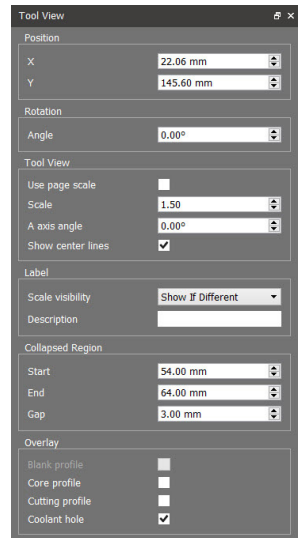 Tool View
Position
X 22.06 mm
Y 145.60 mm
Rotation
Angle 0.00°
Tool View
Use page scale
Scale 1.50
A axis angle 0.00°
Show center lines
Label
Scale visibility Show If Different
Description
Collapsed Region
Start 54.00 mm
End 64.00 mm
Gap 3.00 mm
Overlay
Blank profile
Core profile
Cutting profile
Coolant hole